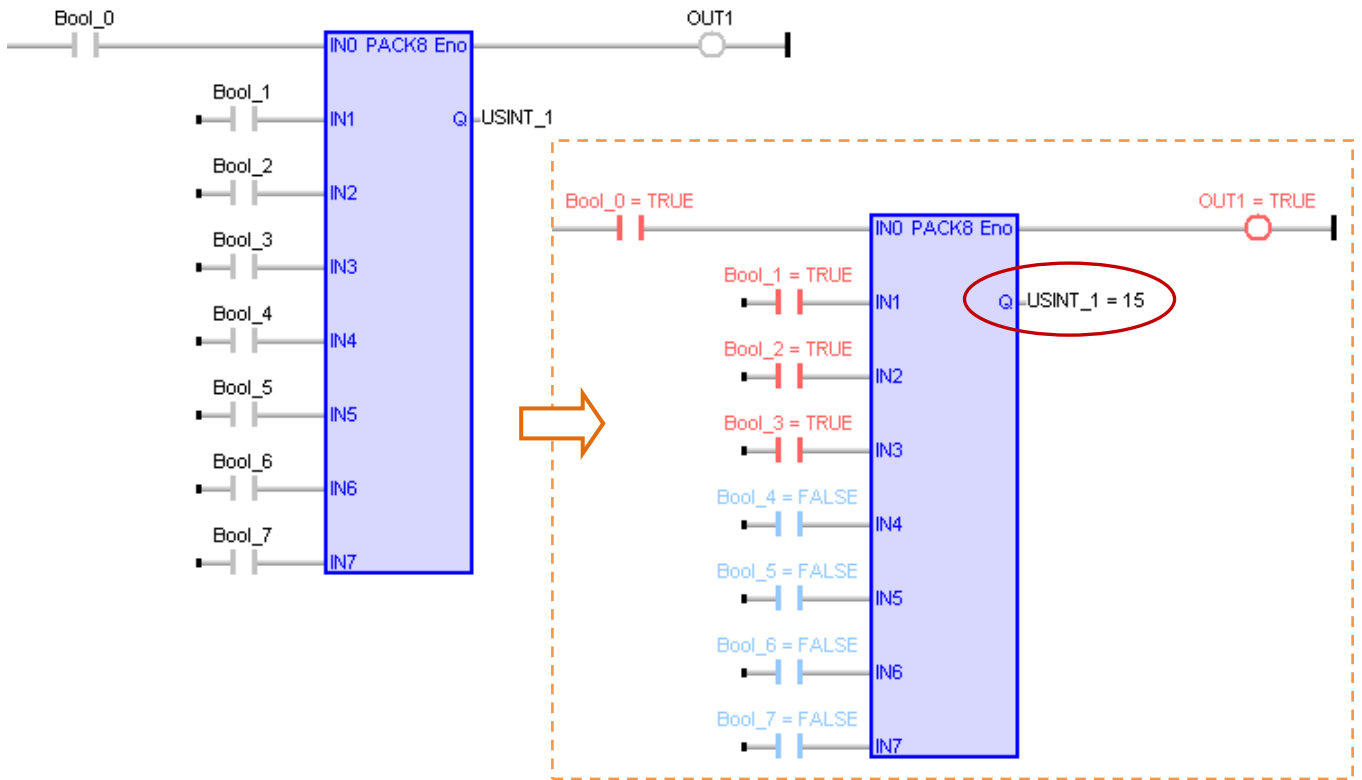 Bool_0
OUT1
IN0 PACK8 Eno
Bool_1
IN1
Q
USINT_1
Bool_2
IN2
Bool_3
IN3
Bool_4
IN4
Bool_5
IN5
Bool_6
IN6
Bool_7
IN7
Bool_0 = TRUE
OUT1 = TRUE
IN0 PACK8 Eno
Bool_1 = TRUE
IN1
Q
USINT_1 = 15
Bool_2 = TRUE
IN2
Bool_3 = TRUE
IN3
Bool_4 = FALSE
IN4
Bool_5 = FALSE
IN5
Bool_6 = FALSE
IN6
Bool_7 = FALSE
IN7